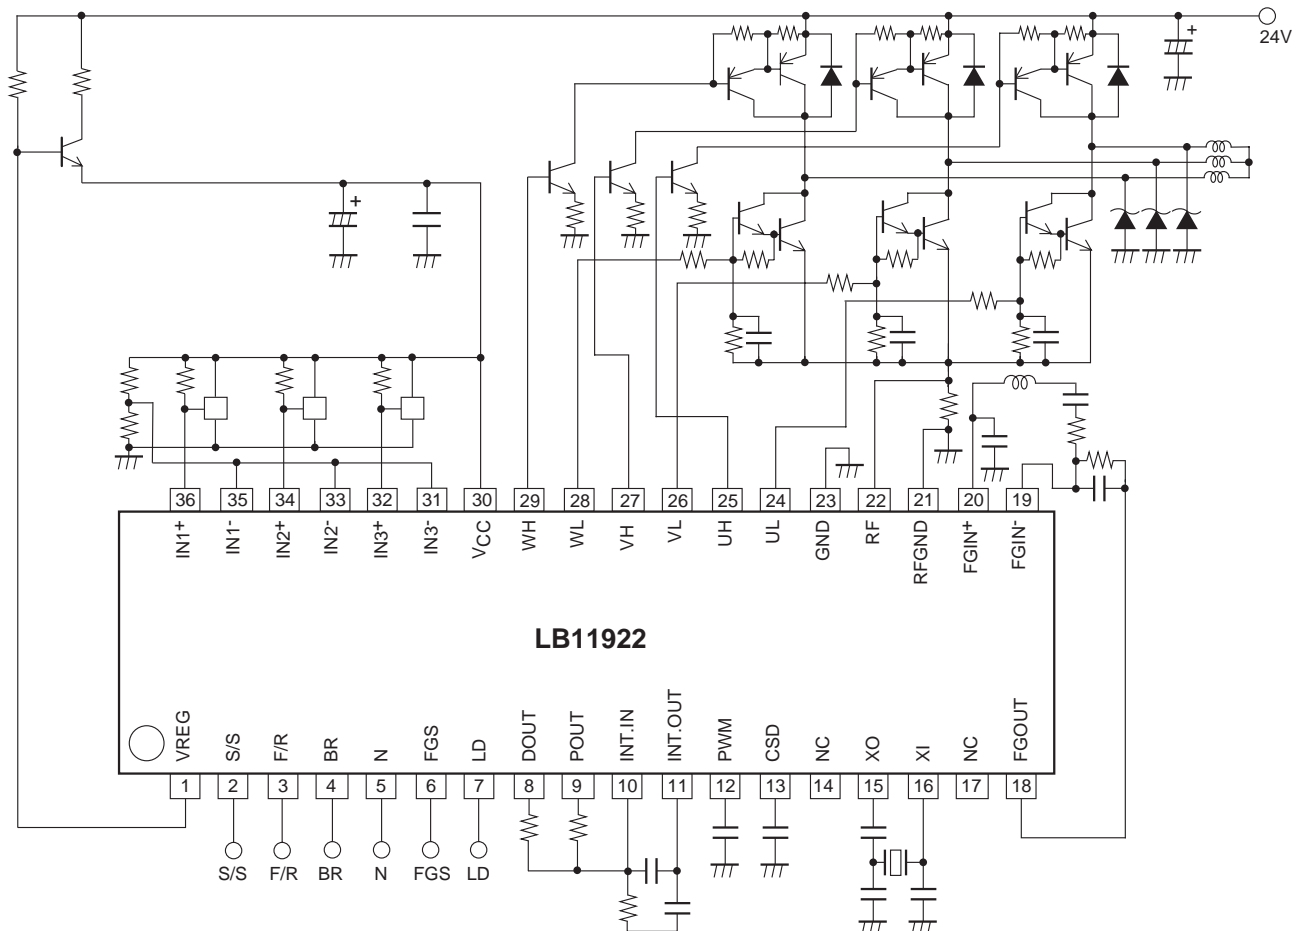 24V
+
+
36 35 34 33 32 31 30 29 28 27 26 25 24 23 22 21 20 19
IN1+ IN1- IN2+ IN2- IN3+ IN3- VCC WH WL VH VL UH UL GND RF RFGND FGIN+ FGIN-
LB11922
VREG S/S F/R BR N FGS LD DOUT POUT INT.IN INT.OUT PWM CSD NC XO XI NC FGOUT
1 2 3 4 5 6 7 8 9 10 11 12 13 14 15 16 17 18
S/S F/R BR N FGS LD